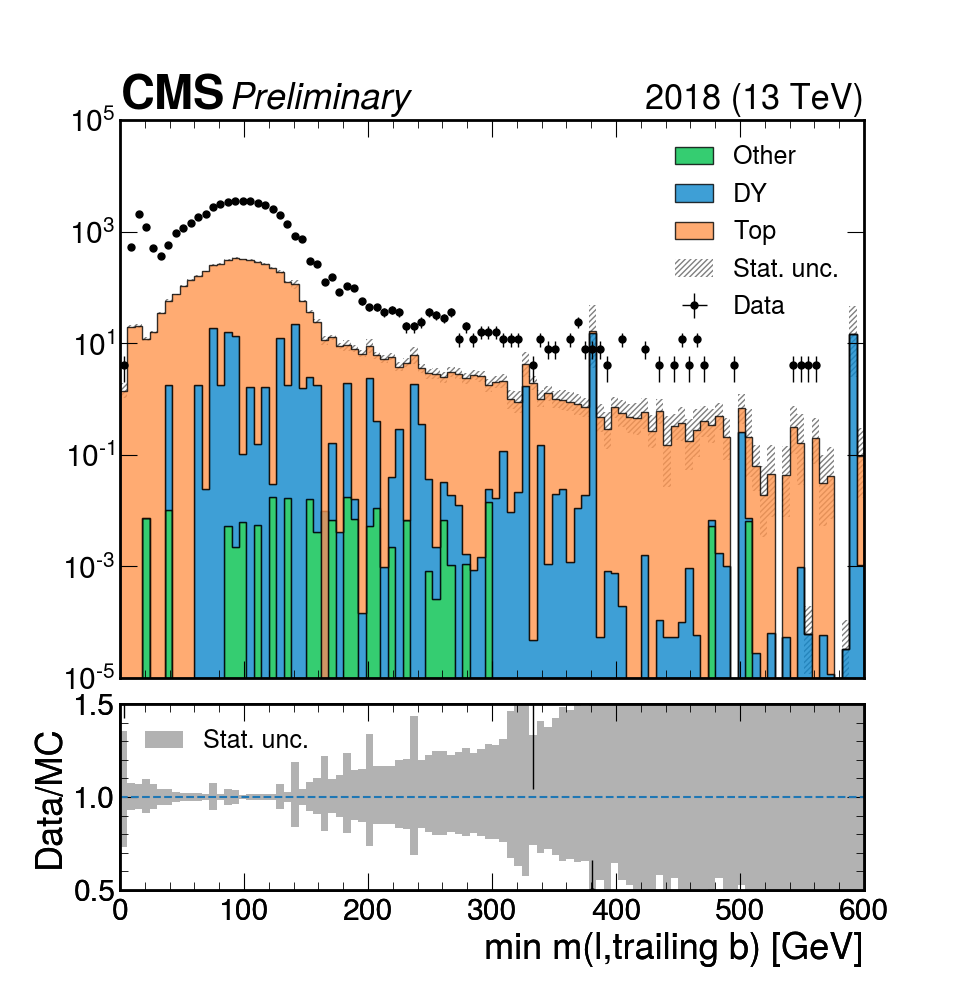 CMS Preliminary 2018 (13 TeV)
10^5
10^3
10^1
10^-1
10^-3
10^-5
Other
DY
Top
Stat. unc.
Data
Data/MC
1.5
1.0
0.5
Stat. unc.
0 100 200 300 400 500 600
min m(l,trailing b) [GeV]